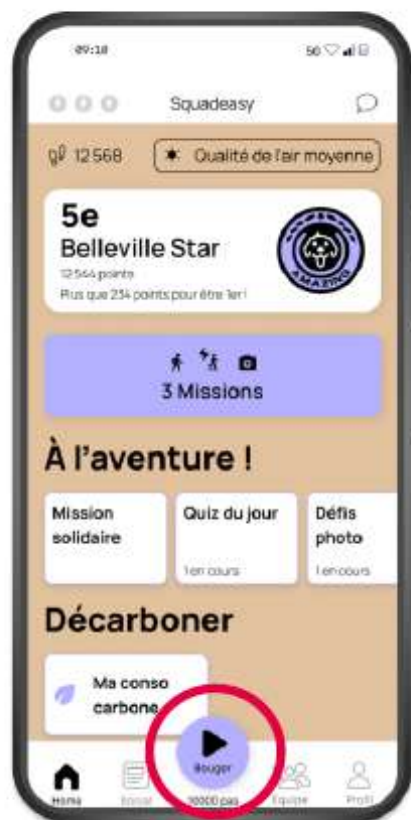 09:18
5G
Squadeasy
12 568
Qualité de l'air moyenne
5e
Belleville Star
12 544 points
Plus que 234 points pour être 1er !
AMAZING
3 Missions
À l'aventure !
Mission
solidaire
Quiz du jour
1 en cours
Défis
photo
1 en cours
Décarboner
Ma conso
carbone
Bouger
10000 pas
Home
Equipe
Profil